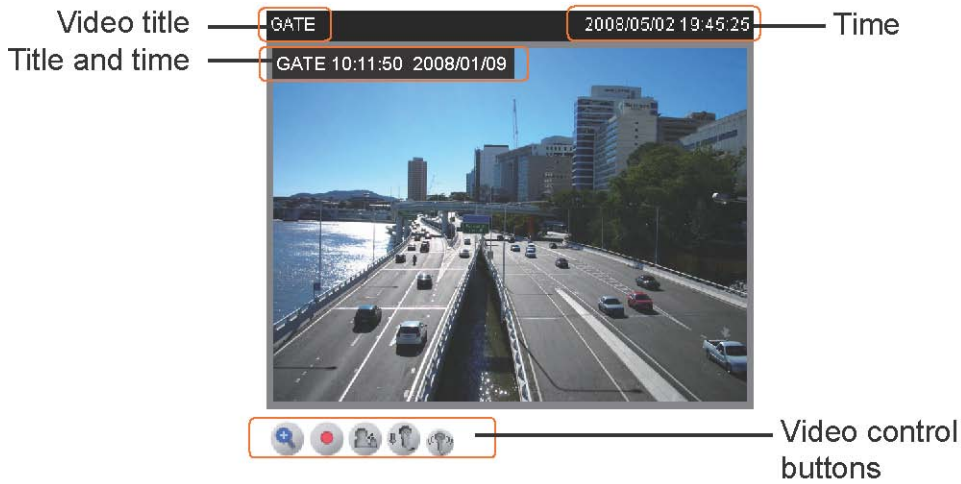 Video title
GATE
2008/05/02 19:45:25
Time
Title and time
GATE 10:11:50 2008/01/09
Video control
buttons